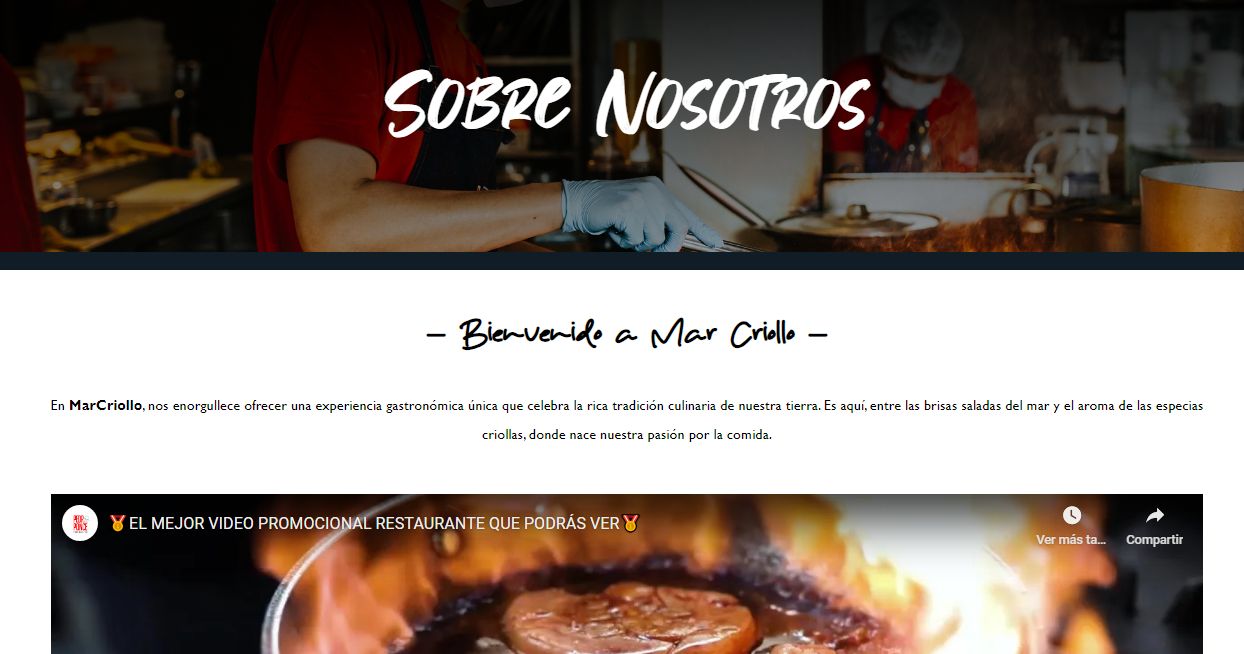 SOBRE NOSOTROS
– Bienvenido a Mar Criollo –
En MarCriollo, nos enorgullece ofrecer una experiencia gastronómica única que celebra la rica tradición culinaria de nuestra tierra. Es aquí, entre las brisas saladas del mar y el aroma de las especias
criollas, donde nace nuestra pasión por la comida.
🏅EL MEJOR VIDEO PROMOCIONAL RESTAURANTE QUE PODRÁS VER🏅
Ver más ta... Compartir